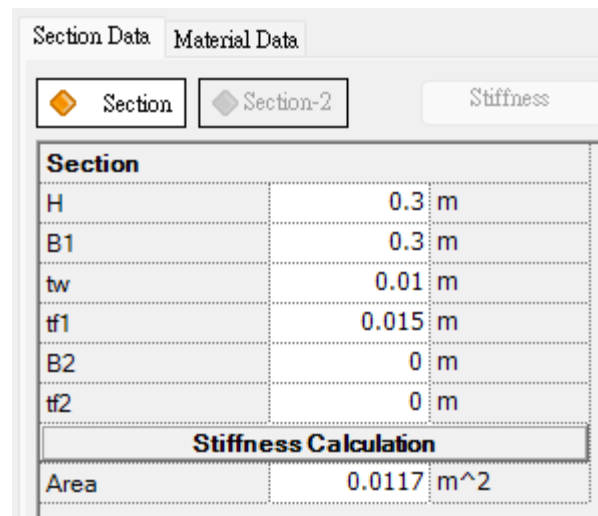 Section Data Material Data
Section Section-2 Stiffness
Section
H 0.3 m
B1 0.3 m
tw 0.01 m
tf1 0.015 m
B2 0 m
tf2 0 m
Stiffness Calculation
Area 0.0117 m^2